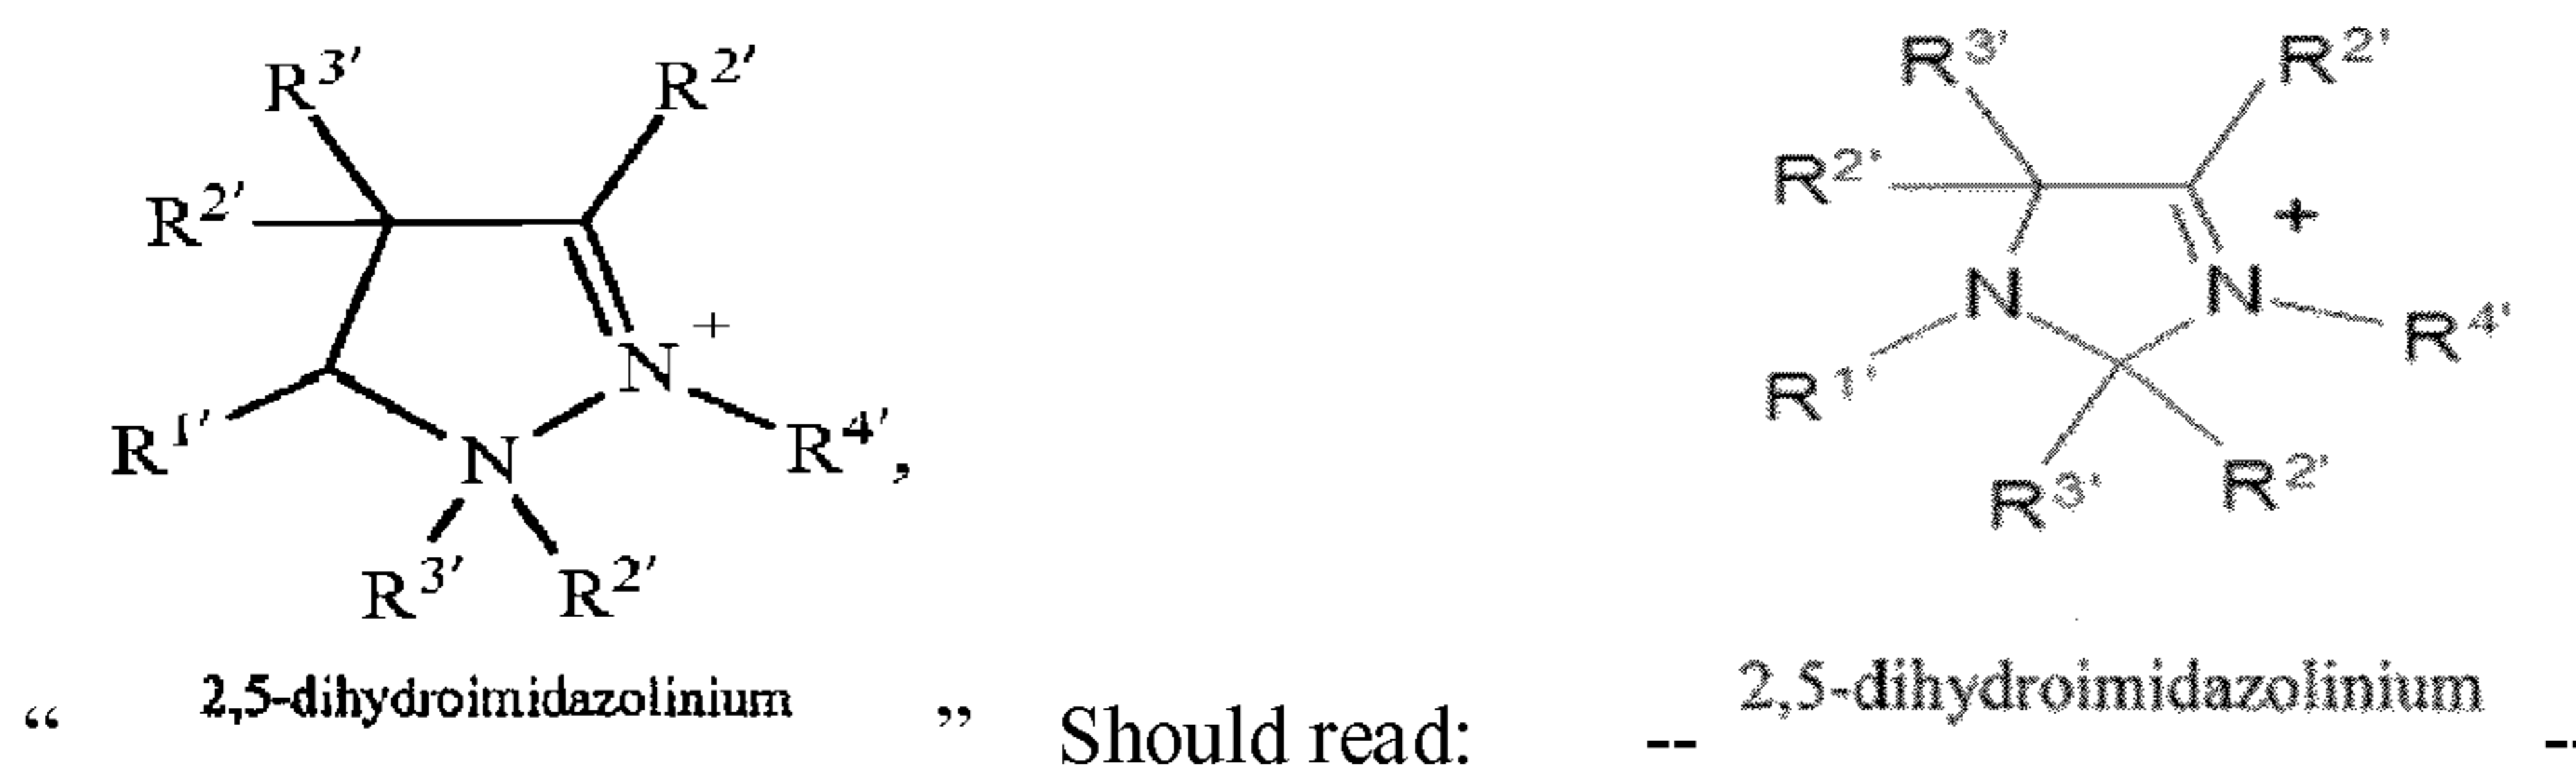 R3′ R2′ R3' R2'
R2′ R2'
+
N+ N N
R1′ N R4′, R1' R4'
R3′ R2′ R3' R2'
“ 2,5-dihydroimidazolinium ” Should read: -- 2,5-dihydroimidazolinium --